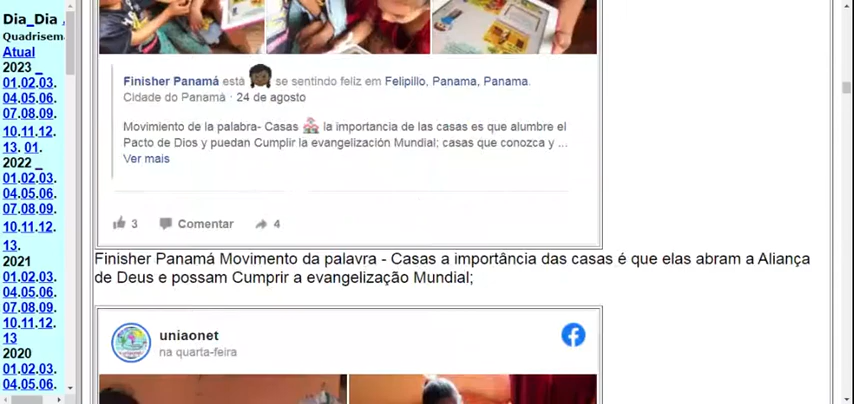 Dia_Dia
Quadrisema
Atual
2023 _
01.02.03.
04.05.06.
07.08.09.
10.11.12.
13. 01.
2022 _
01.02.03.
04.05.06.
07.08.09.
10.11.12.
13.
2021
01.02.03.
04.05.06.
07.08.09.
10.11.12.
13
2020
01.02.03.
04.05.06.
Finisher Panamá está se sentindo feliz em Felipillo, Panama, Panama.
Cidade do Panamá · 24 de agosto
Movimiento de la palabra- Casas la importancia de las casas es que alumbre el
Pacto de Dios y puedan Cumplir la evangelización Mundial; casas que conozca y ...
Ver mais
3 Comentar 4
Finisher Panamá Movimento da palavra - Casas a importância das casas é que elas abram a Aliança
de Deus e possam Cumprir a evangelização Mundial;
uniaonet
na quarta-feira